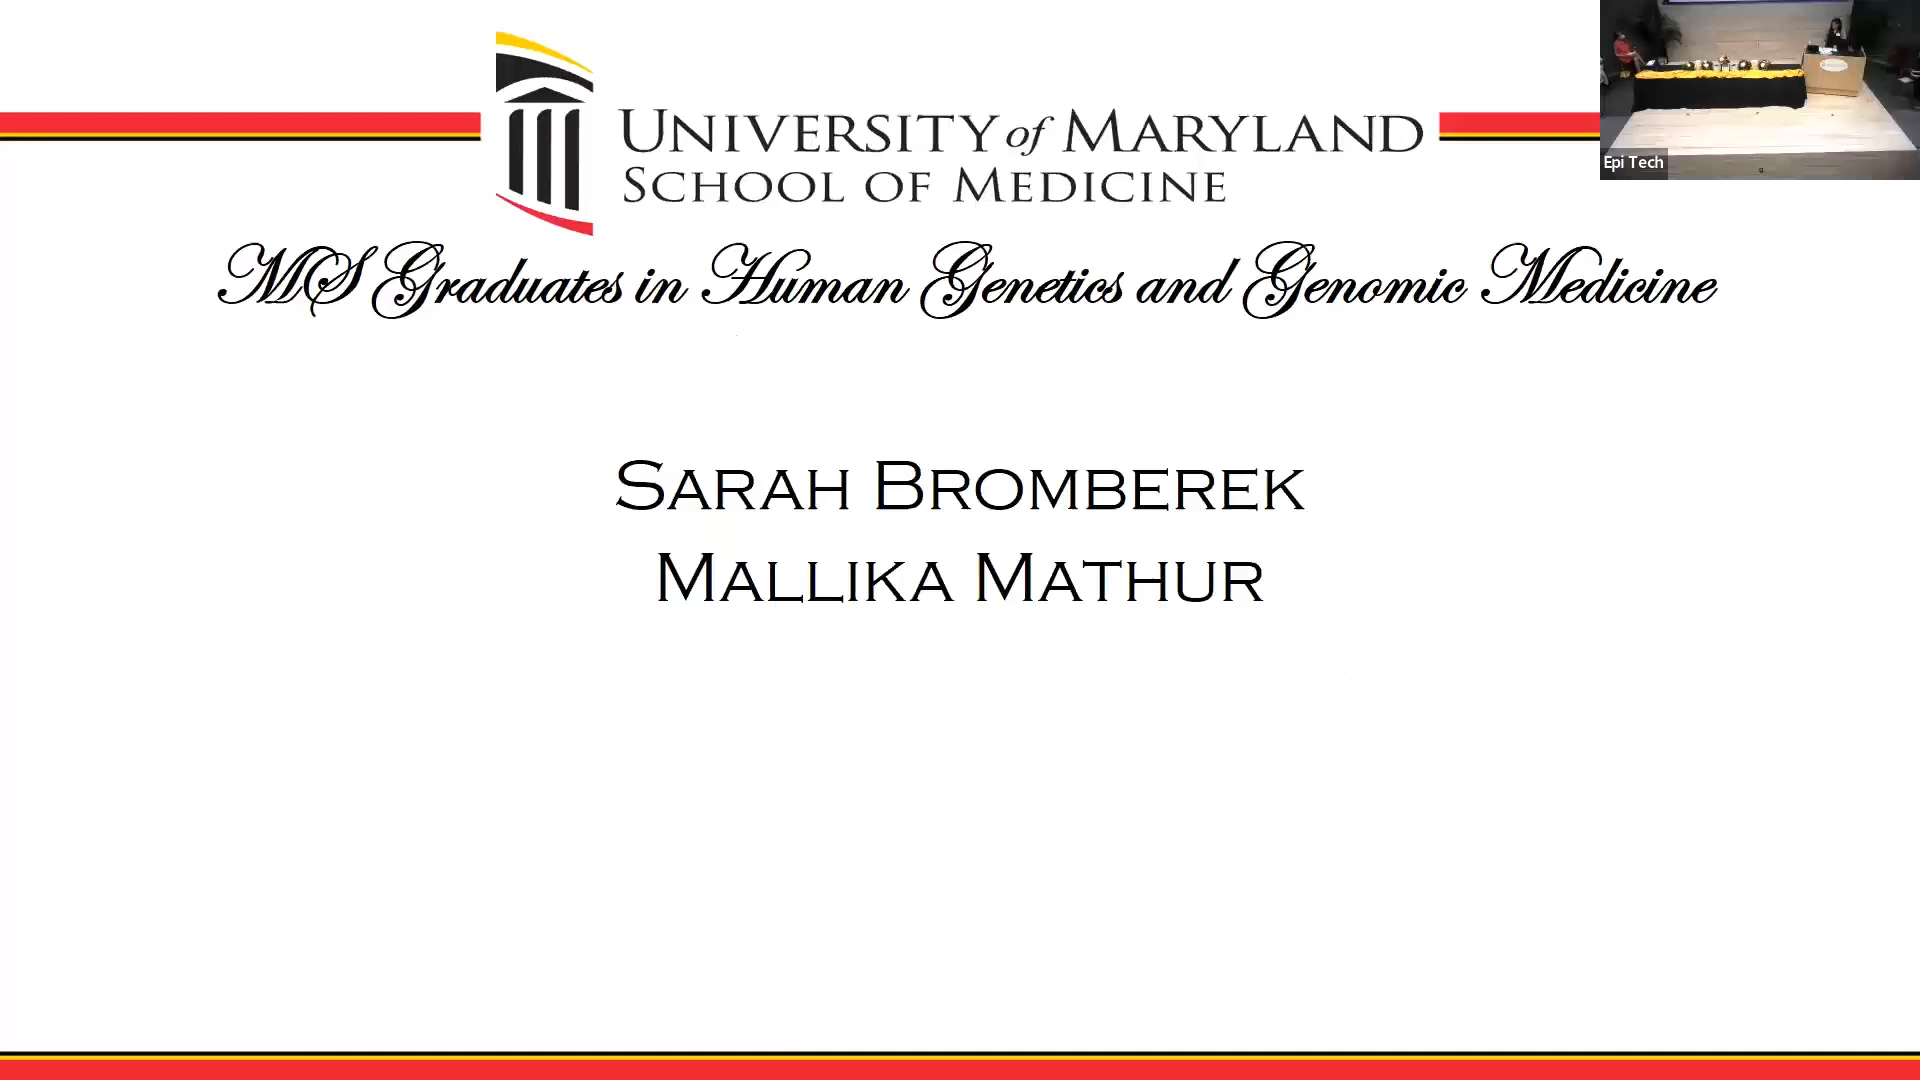 UNIVERSITY of MARYLAND
SCHOOL OF MEDICINE
MS Graduates in Human Genetics and Genomic Medicine
SARAH BROMBEREK
MALLIKA MATHUR
Epi Tech